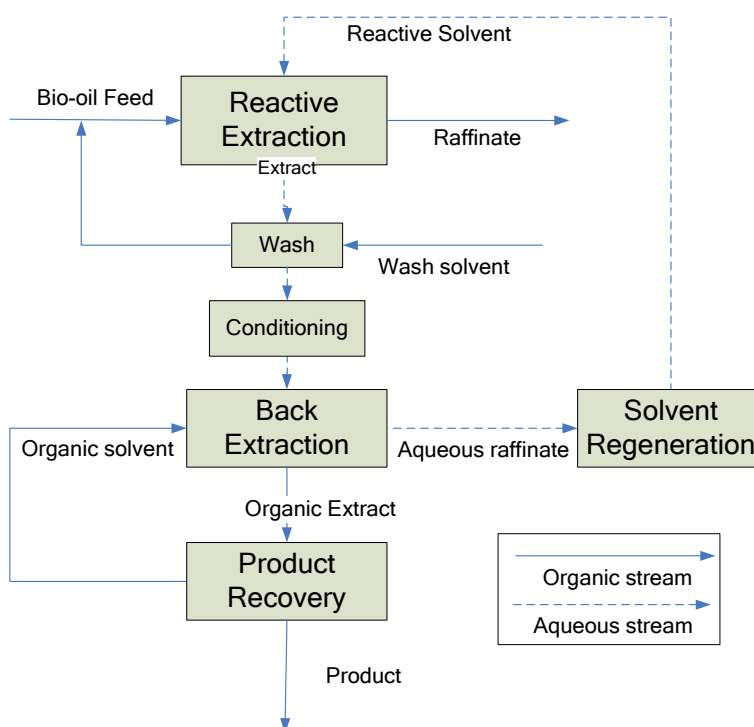 Reactive Solvent
Bio-oil Feed
Reactive
Extraction
Raffinate
Extract
Wash
Wash solvent
Conditioning
Back
Extraction
Solvent
Regeneration
Organic solvent
Aqueous raffinate
Organic Extract
Product
Recovery
Organic stream
Aqueous stream
Product